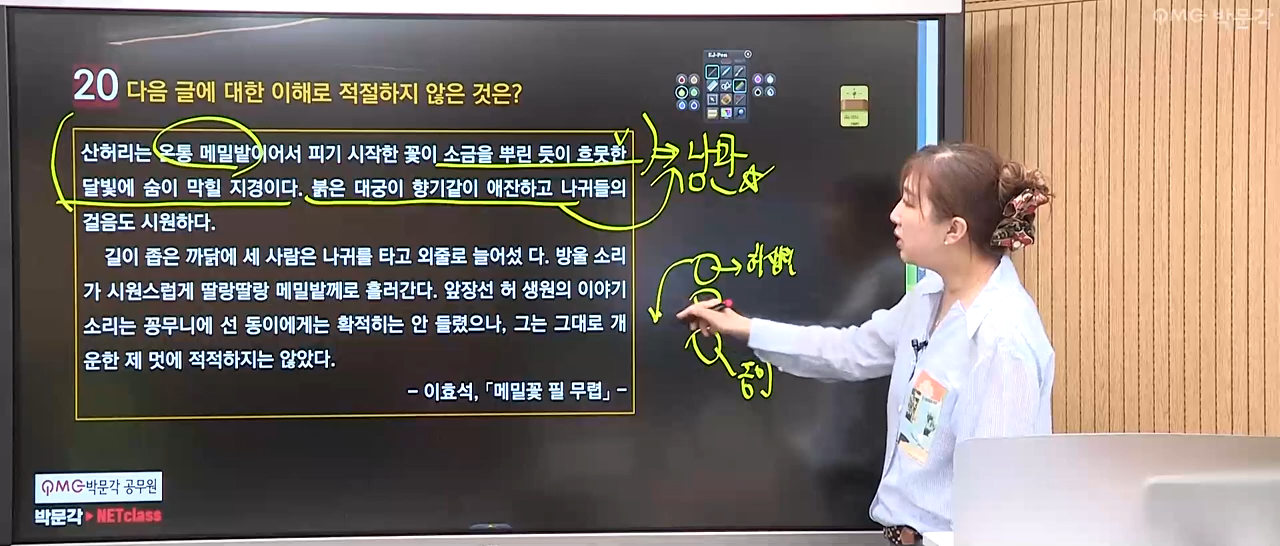 QMG 박문각
EJ-Pen
20 다음 글에 대한 이해로 적절하지 않은 것은?
산허리는 온통 메밀밭이어서 피기 시작한 꽃이 소금을 뿌린 듯이 흐뭇한
달빛에 숨이 막힐 지경이다. 붉은 대궁이 향기같이 애잔하고 나귀들의
걸음도 시원하다.
길이 좁은 까닭에 세 사람은 나귀를 타고 외줄로 늘어섰 다. 방울 소리
가 시원스럽게 딸랑딸랑 메밀밭께로 흘러간다. 앞장선 허 생원의 이야기
소리는 꽁무니에 선 동이에게는 확적히는 안 들렸으나, 그는 그대로 개
운한 제 멋에 적적하지는 않았다.
– 이효석, 「메밀꽃 필 무렵」 –
낭만
허생원
동이
QMG 박문각 공무원
박문각 ▶ NETclass